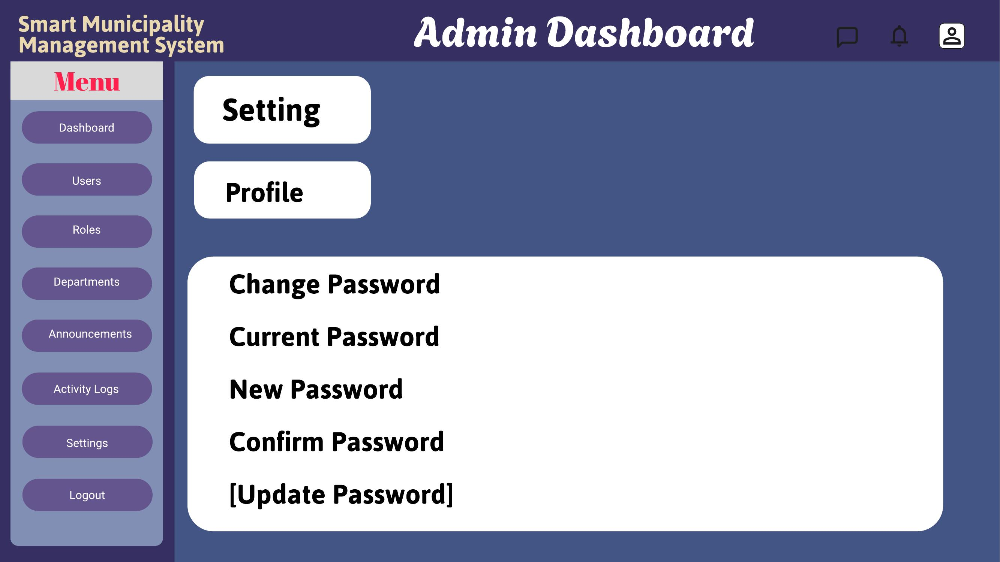 Smart Municipality
Management System
Admin Dashboard
Menu
Dashboard
Users
Roles
Departments
Announcements
Activity Logs
Settings
Logout
Setting
Profile
Change Password
Current Password
New Password
Confirm Password
[Update Password]